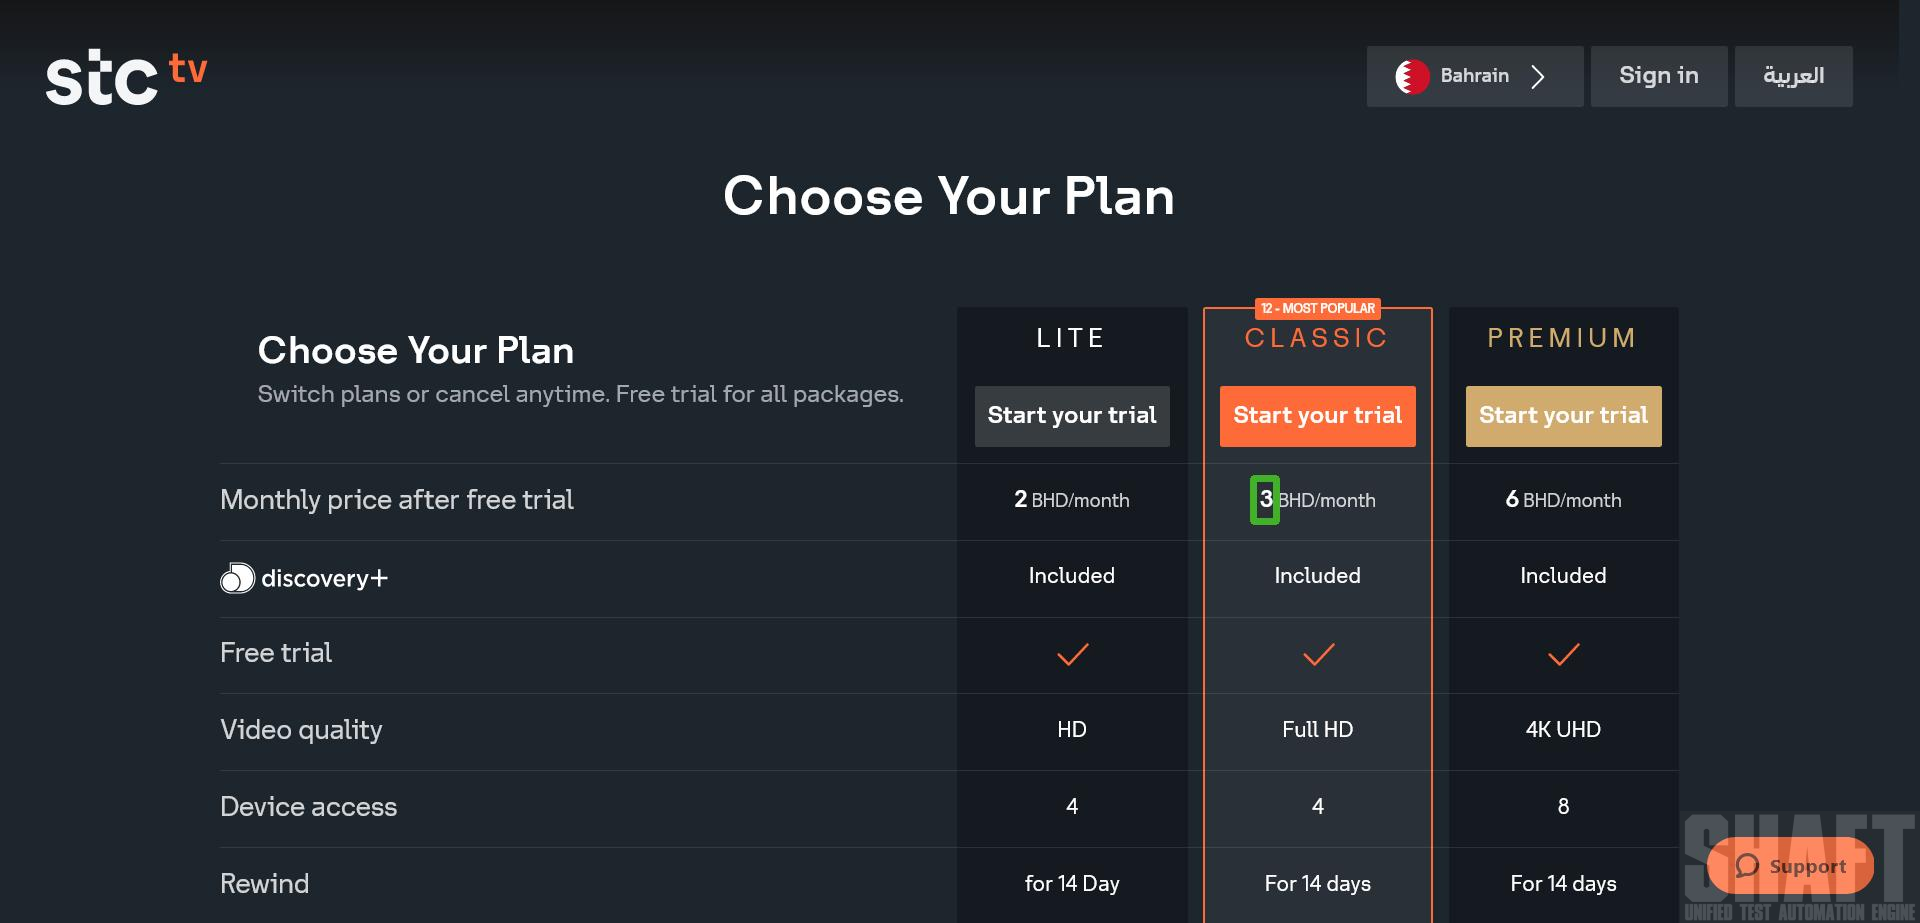 stc tv
Bahrain
Sign in
العربية
Choose Your Plan
12 - MOST POPULAR
Choose Your Plan
Switch plans or cancel anytime. Free trial for all packages.
LITE
CLASSIC
PREMIUM
Start your trial
Start your trial
Start your trial
Monthly price after free trial
2 BHD/month
3 BHD/month
6 BHD/month
discovery+
Included
Included
Included
Free trial
Video quality
HD
Full HD
4K UHD
Device access
4
4
8
Rewind
for 14 Day
For 14 days
For 14 days
SHAFT
Support
UNIFIED TEST AUTOMATION ENGINE